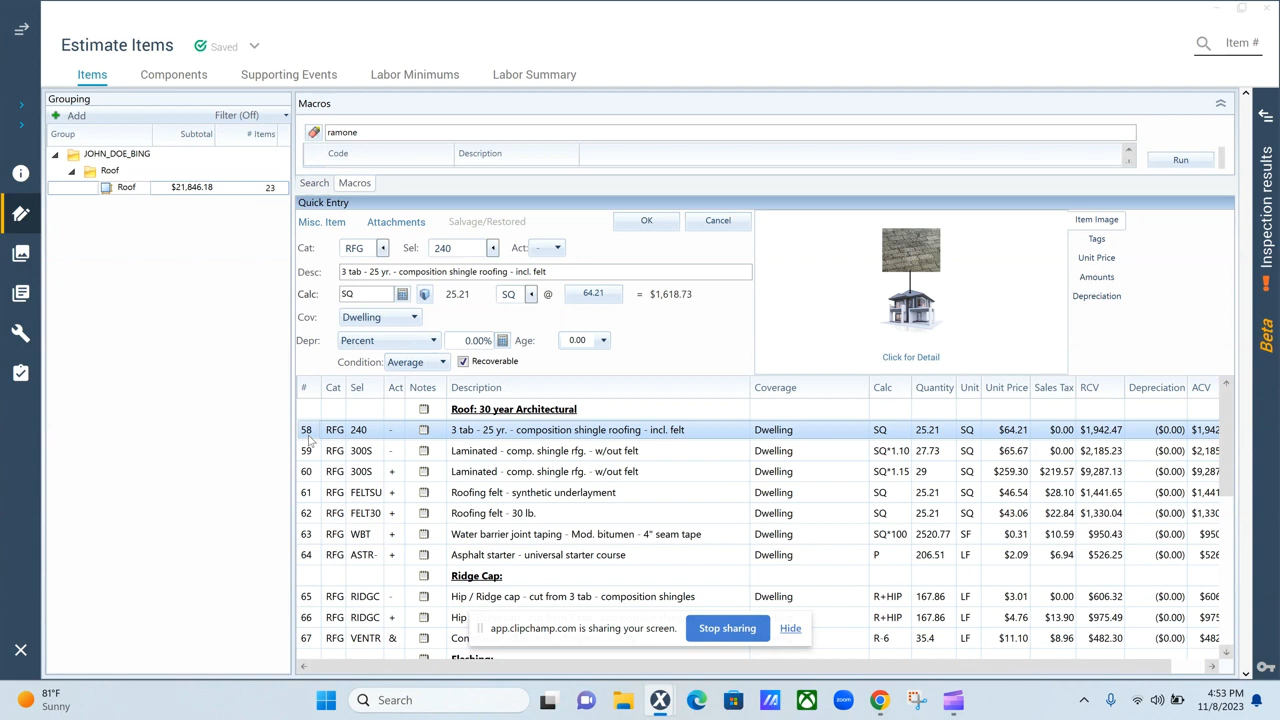 Estimate Items Saved
Item #
Items Components Supporting Events Labor Minimums Labor Summary
Grouping
Add Filter (Off)
Group Subtotal # Items
JOHN_DOE_BING
Roof
Roof $21,846.18 23
Macros
ramone
Code Description
Run
Search Macros
Quick Entry
Misc. Item Attachments Salvage/Restored OK Cancel
Cat: RFG Sel: 240 Act: -
Desc: 3 tab - 25 yr. - composition shingle roofing - incl. felt
Calc: SQ 25.21 SQ @ 64.21 = $1,618.73
Cov: Dwelling
Depr: Percent 0.00% Age: 0.00
Condition: Average Recoverable
Click for Detail
Item Image
Tags
Unit Price
Amounts
Depreciation
# Cat Sel Act Notes Description Coverage Calc Quantity Unit Unit Price Sales Tax RCV Depreciation ACV
Roof: 30 year Architectural
58 RFG 240 - 3 tab - 25 yr. - composition shingle roofing - incl. felt Dwelling SQ 25.21 SQ $64.21 $0.00 $1,942.47 ($0.00) $1,942
59 RFG 300S - Laminated - comp. shingle rfg. - w/out felt Dwelling SQ*1.10 27.73 SQ $65.67 $0.00 $2,185.23 ($0.00) $2,185
60 RFG 300S + Laminated - comp. shingle rfg. - w/out felt Dwelling SQ*1.15 29 SQ $259.30 $219.57 $9,287.13 ($0.00) $9,287
61 RFG FELTSU + Roofing felt - synthetic underlayment Dwelling SQ 25.21 SQ $46.54 $28.10 $1,441.65 ($0.00) $1,441
62 RFG FELT30 + Roofing felt - 30 lb. Dwelling SQ 25.21 SQ $43.06 $22.84 $1,330.04 ($0.00) $1,330
63 RFG WBT + Water barrier joint taping - Mod. bitumen - 4" seam tape Dwelling SQ*100 2520.77 SF $0.31 $10.59 $950.43 ($0.00) $950
64 RFG ASTR- + Asphalt starter - universal starter course Dwelling P 206.51 LF $2.09 $6.94 $526.25 ($0.00) $526
Ridge Cap:
65 RFG RIDGC - Hip / Ridge cap - cut from 3 tab - composition shingles Dwelling R+HIP 167.86 LF $3.01 $0.00 $606.32 ($0.00) $606
66 RFG RIDGC + Hip R+HIP 167.86 LF $4.76 $13.90 $975.49 ($0.00) $975
67 RFG VENTR & Con R-6 35.4 LF $11.10 $8.96 $482.30 ($0.00) $482
Flashing:
app.clipchamp.com is sharing your screen. Stop sharing Hide
Inspection results
Beta
81°F
Sunny
Search
4:53 PM
11/8/2023